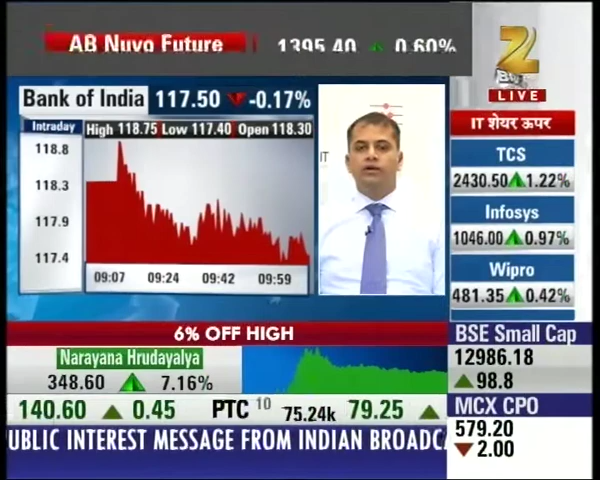 AB Nuvo Future
1395.40 0.60%
Z
LIVE
Bank of India 117.50 -0.17%
Intraday
High 118.75 Low 117.40 Open 118.30
118.8
118.3
117.9
117.4
09:07 09:24 09:42 09:59
IT
IT शेयर ऊपर
TCS
2430.50 1.22%
Infosys
1046.00 0.97%
Wipro
481.35 0.42%
6% OFF HIGH
Narayana Hrudayalya
348.60 7.16%
BSE Small Cap
12986.18
98.8
140.60 0.45 PTC 10 75.24k 79.25
MCX CPO
579.20
2.00
UBLIC INTEREST MESSAGE FROM INDIAN BROADCA